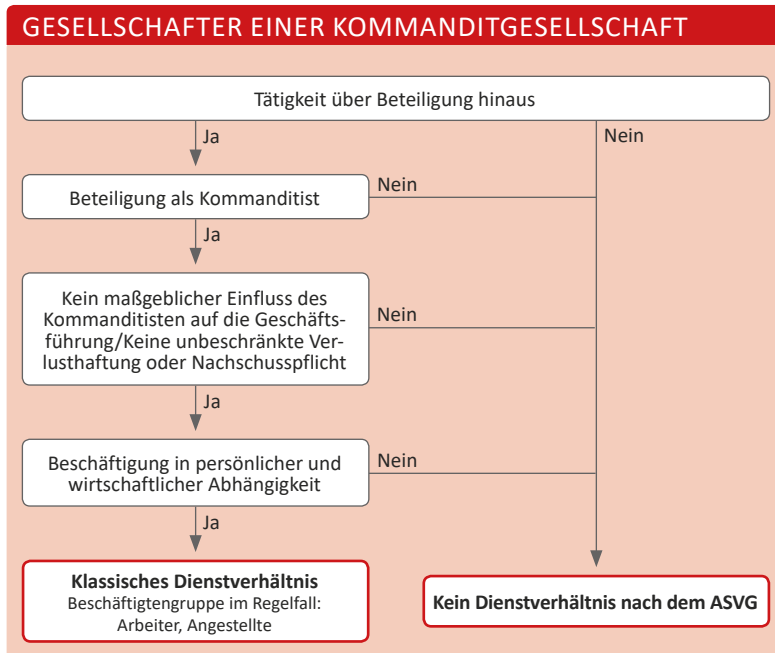 GESELLSCHAFTER EINER KOMMANDITGESELLSCHAFT
Tätigkeit über Beteiligung hinaus
Ja
Nein
Beteiligung als Kommanditist
Nein
Ja
Kein maßgeblicher Einfluss des
Kommanditisten auf die Geschäfts-
führung/Keine unbeschränkte Ver-
lusthaftung oder Nachschusspflicht
Nein
Ja
Beschäftigung in persönlicher und
wirtschaftlicher Abhängigkeit
Nein
Ja
Klassisches Dienstverhältnis
Beschäftigtengruppe im Regelfall:
Arbeiter, Angestellte
Kein Dienstverhältnis nach dem ASVG